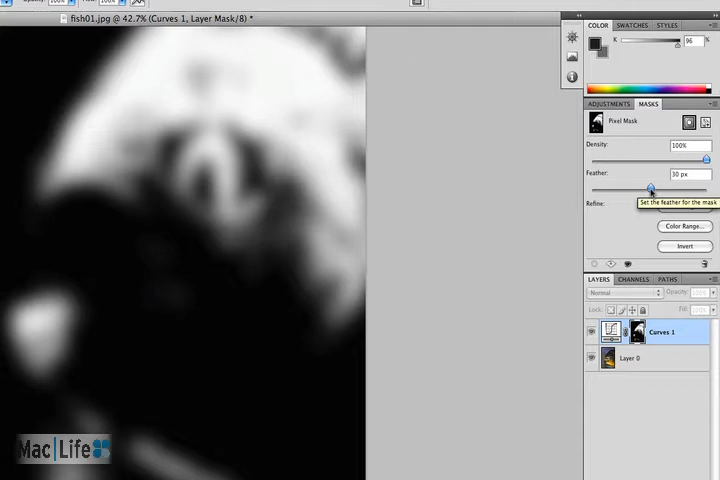 fish01.jpg @ 42.7% (Curves 1, Layer Mask/8) *
COLOR SWATCHES STYLES
K 96 %
ADJUSTMENTS MASKS
Pixel Mask
Density: 100%
Feather: 30 px
Set the feather for the mask
Refine:
Color Range...
Invert
LAYERS CHANNELS PATHS
Normal Opacity: 100%
Lock: Fill: 100%
Curves 1
Layer 0
Mac|Life